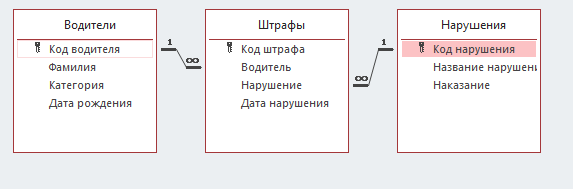 Водители
Код водителя
Фамилия
Категория
Дата рождения
1
∞
Штрафы
Код штрафа
Водитель
Нарушение
Дата нарушения
1
∞
Нарушения
Код нарушения
Название нарушен
Наказание